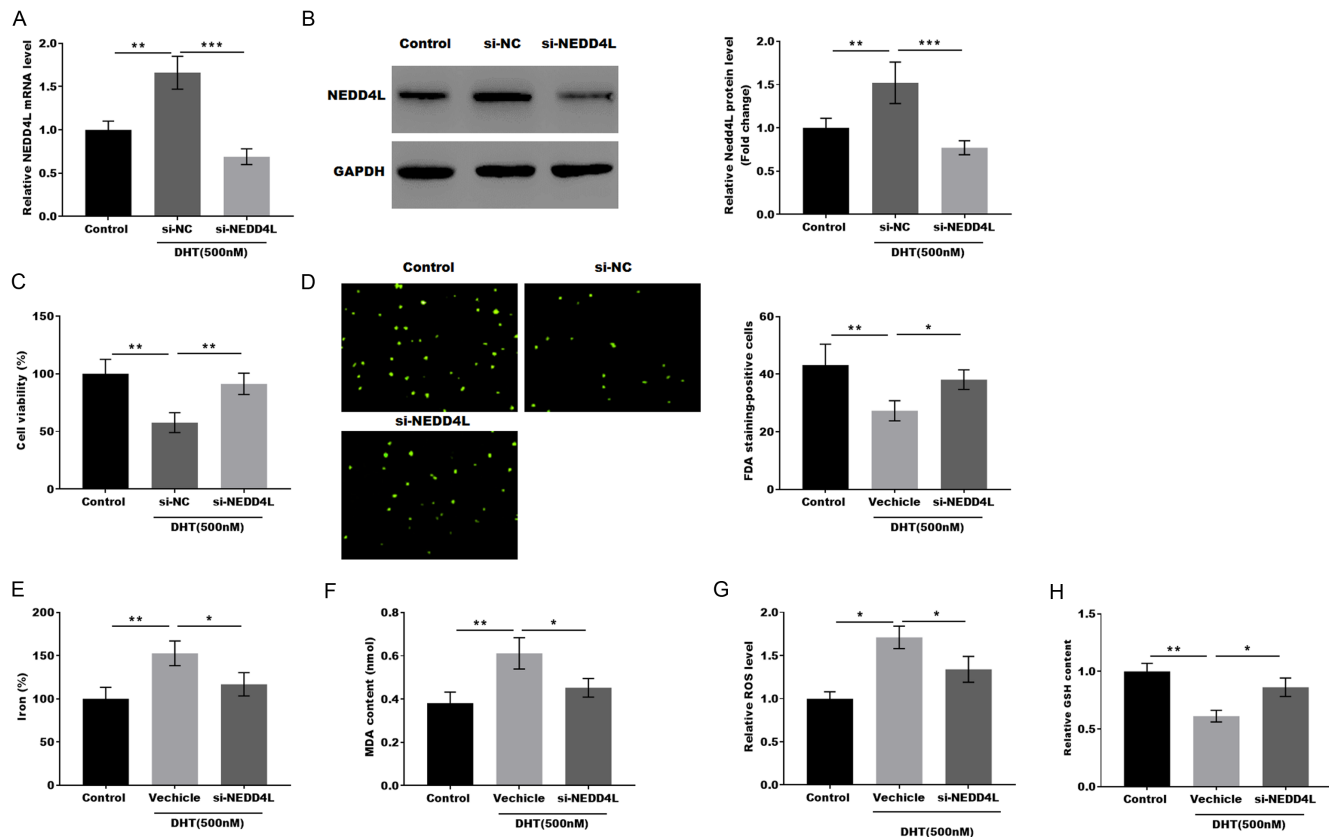 A
Relative NEDD4L mRNA level
2.0
1.5
1.0
0.5
0.0
** ***
Control si-NC si-NEDD4L
DHT(500nM)
B
Control si-NC si-NEDD4L
NEDD4L
GAPDH
Relative Nedd4L protein level
(Fold change)
2.0
1.5
1.0
0.5
0.0
** ***
Control si-NC si-NEDD4L
DHT(500nM)
C
Cell viability (%)
150
100
50
0
** **
Control si-NC si-NEDD4L
DHT(500nM)
D
Control si-NC
si-NEDD4L
FDA staining-positive cells
60
40
20
0
** *
Control Vechicle si-NEDD4L
DHT(500nM)
E
Iron (%)
200
150
100
50
0
** *
Control Vechicle si-NEDD4L
DHT(500nM)
F
MDA content (nmol)
0.8
0.6
0.4
0.2
0.0
** *
Control Vechicle si-NEDD4L
DHT(500nM)
G
Relative ROS level
2.0
1.5
1.0
0.5
0.0
* *
Control Vechicle si-NEDD4L
DHT(500nM)
H
Relative GSH content
1.5
1.0
0.5
0.0
** *
Control Vechicle si-NEDD4L
DHT(500nM)